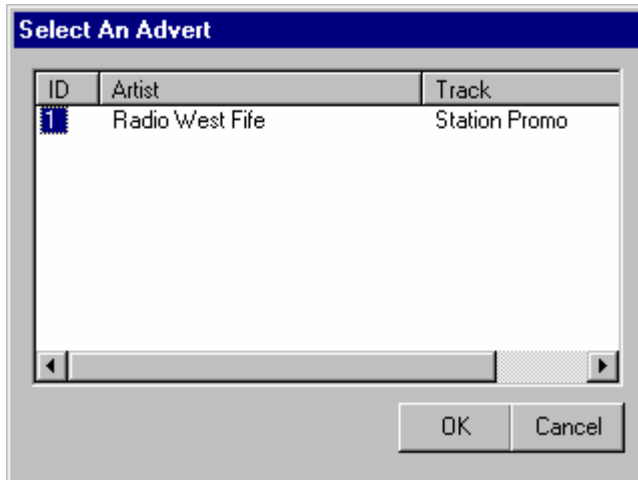 Select An Advert
ID Artist Track
1 Radio West Fife Station Promo
OK Cancel